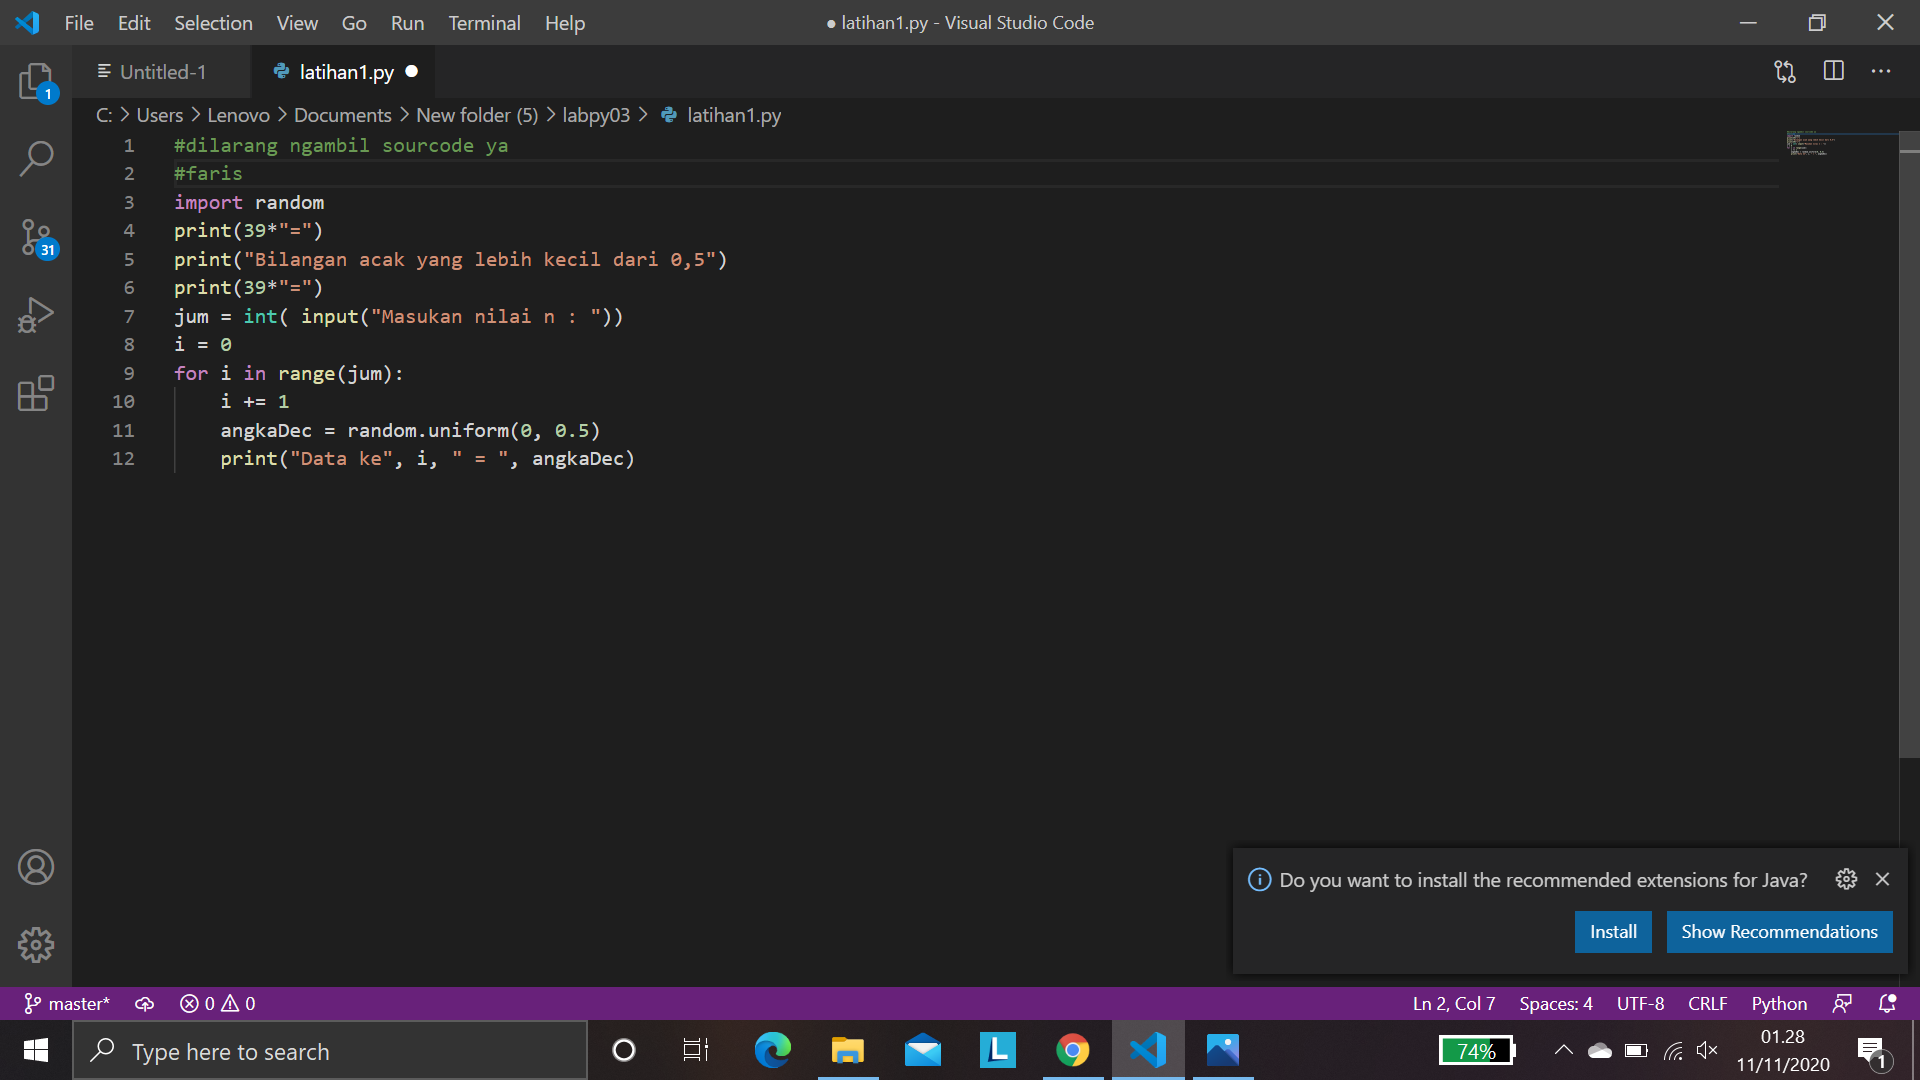 File Edit Selection View Go Run Terminal Help
● latihan1.py - Visual Studio Code
Untitled-1
latihan1.py ●
C: > Users > Lenovo > Documents > New folder (5) > labpy03 > latihan1.py
1 #dilarang ngambil sourcode ya
2 #faris
3 import random
4 print(39*"=")
5 print("Bilangan acak yang lebih kecil dari 0,5")
6 print(39*"=")
7 jum = int( input("Masukan nilai n : "))
8 i = 0
9 for i in range(jum):
10 i += 1
11 angkaDec = random.uniform(0, 0.5)
12 print("Data ke", i, " = ", angkaDec)
1
31
Do you want to install the recommended extensions for Java?
Install
Show Recommendations
master* 0 0
Ln 2, Col 7 Spaces: 4 UTF-8 CRLF Python
Type here to search
L
74%
01.28
11/11/2020
1